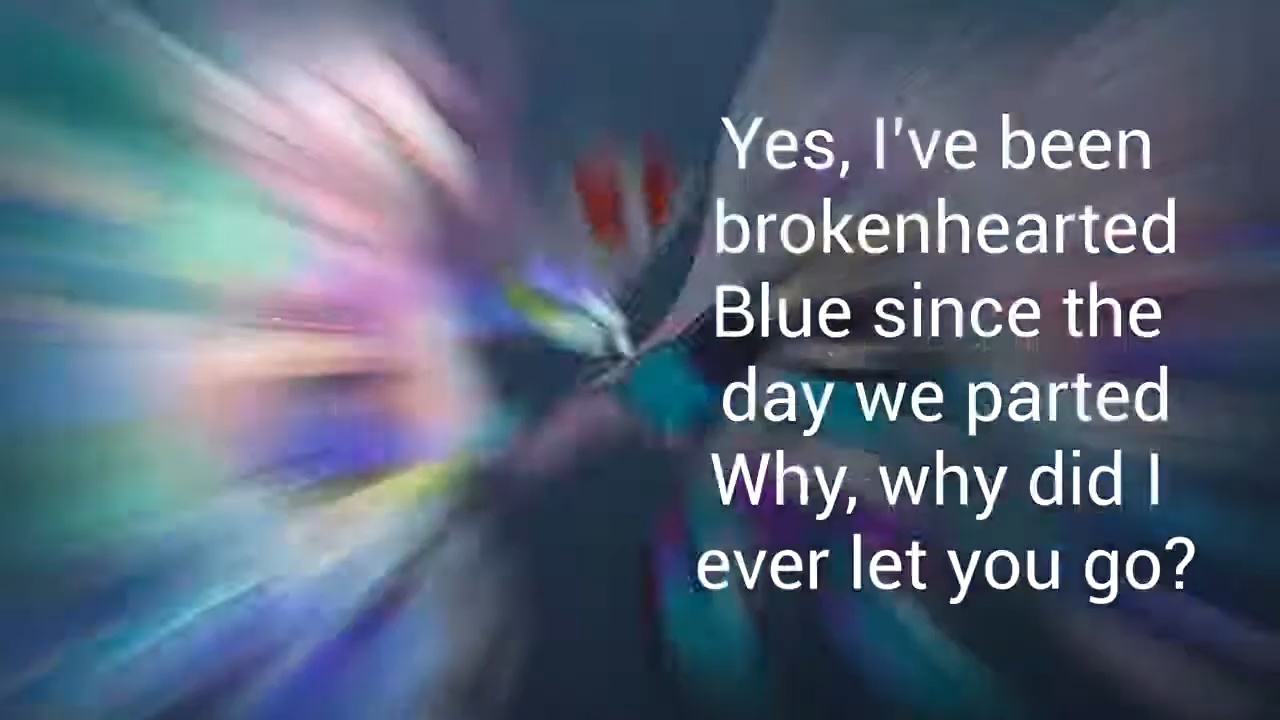 Yes, I've been
brokenhearted
Blue since the
day we parted
Why, why did I
ever let you go?